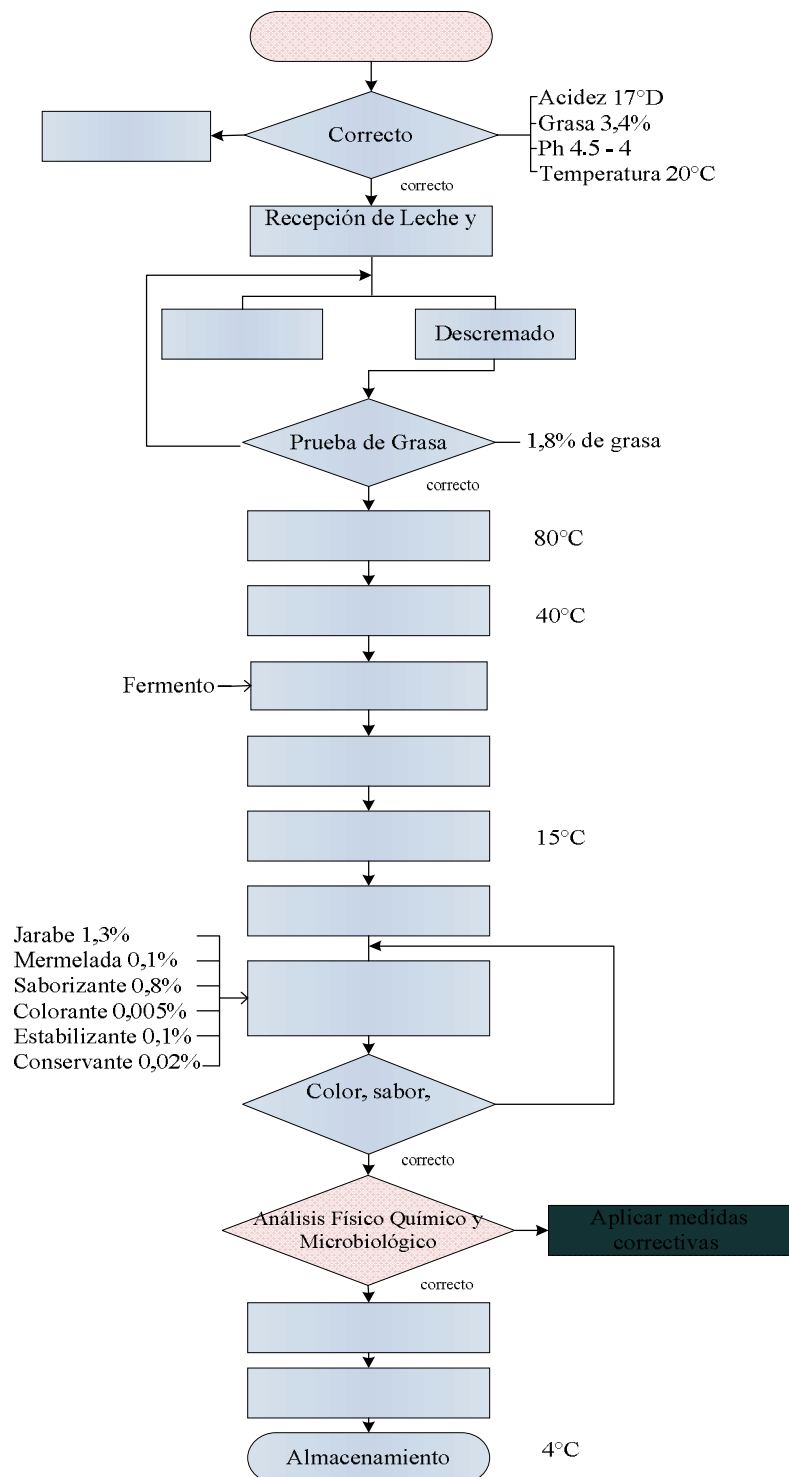 Acidez 17°D
Grasa 3,4%
Ph 4.5 - 4
Temperatura 20°C
Correcto
correcto
Recepción de Leche y
Descremado
Prueba de Grasa
1,8% de grasa
correcto
80°C
40°C
Fermento
15°C
Jarabe 1,3%
Mermelada 0,1%
Saborizante 0,8%
Colorante 0,005%
Estabilizante 0,1%
Conservante 0,02%
Color, sabor,
correcto
Análisis Físico Químico y
Microbiológico
Aplicar medidas
correctivas
correcto
Almacenamiento
4°C